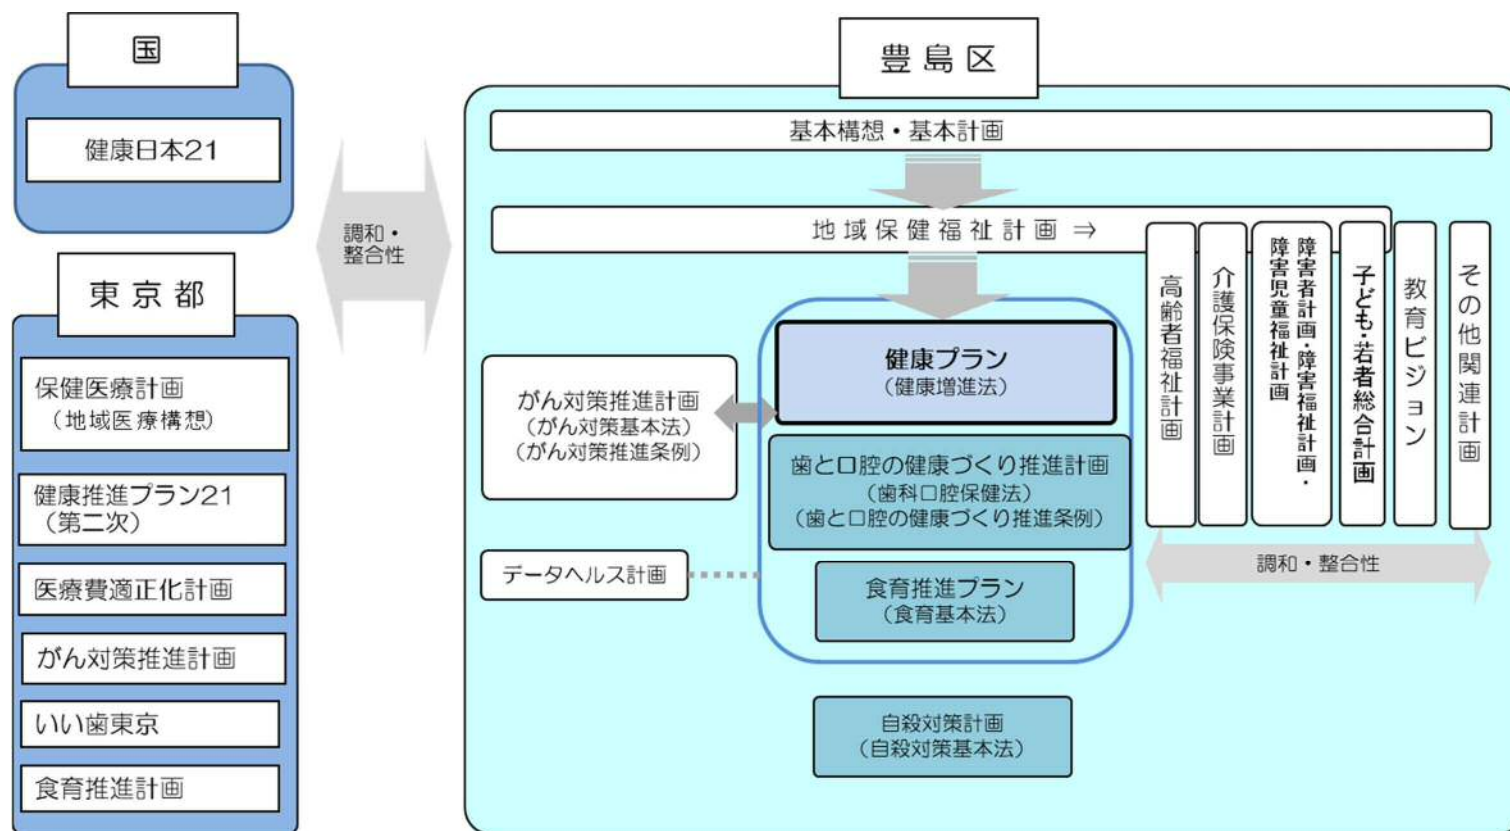 国
健康日本21
東京都
保健医療計画
（地域医療構想）
健康推進プラン21
（第二次）
医療費適正化計画
がん対策推進計画
いい歯東京
食育推進計画
調和・
整合性
豊島区
基本構想・基本計画
地域保健福祉計画 ⇒
健康プラン
（健康増進法）
がん対策推進計画
（がん対策基本法）
（がん対策推進条例）
歯と口腔の健康づくり推進計画
（歯科口腔保健法）
（歯と口腔の健康づくり推進条例）
データヘルス計画
食育推進プラン
（食育基本法）
自殺対策計画
（自殺対策基本法）
高齢者福祉計画
介護保険事業計画
障害者計画・障害福祉計画・
障害児童福祉計画
子ども・若者総合計画
教育ビジョン
その他関連計画
調和・整合性